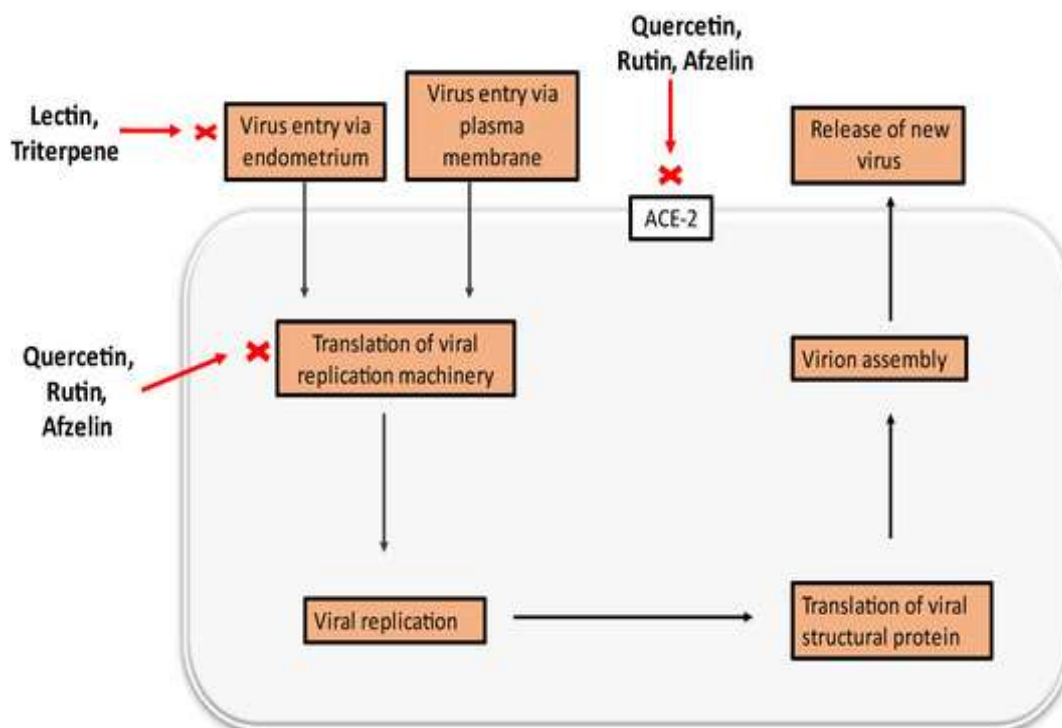 Quercetin,
Rutin, Afzelin
Lectin,
Triterpene
Virus entry via
endometrium
Virus entry via
plasma
membrane
Release of new
virus
ACE-2
Quercetin,
Rutin,
Afzelin
Translation of viral
replication machinery
Virion assembly
Viral replication
Translation of viral
structural protein